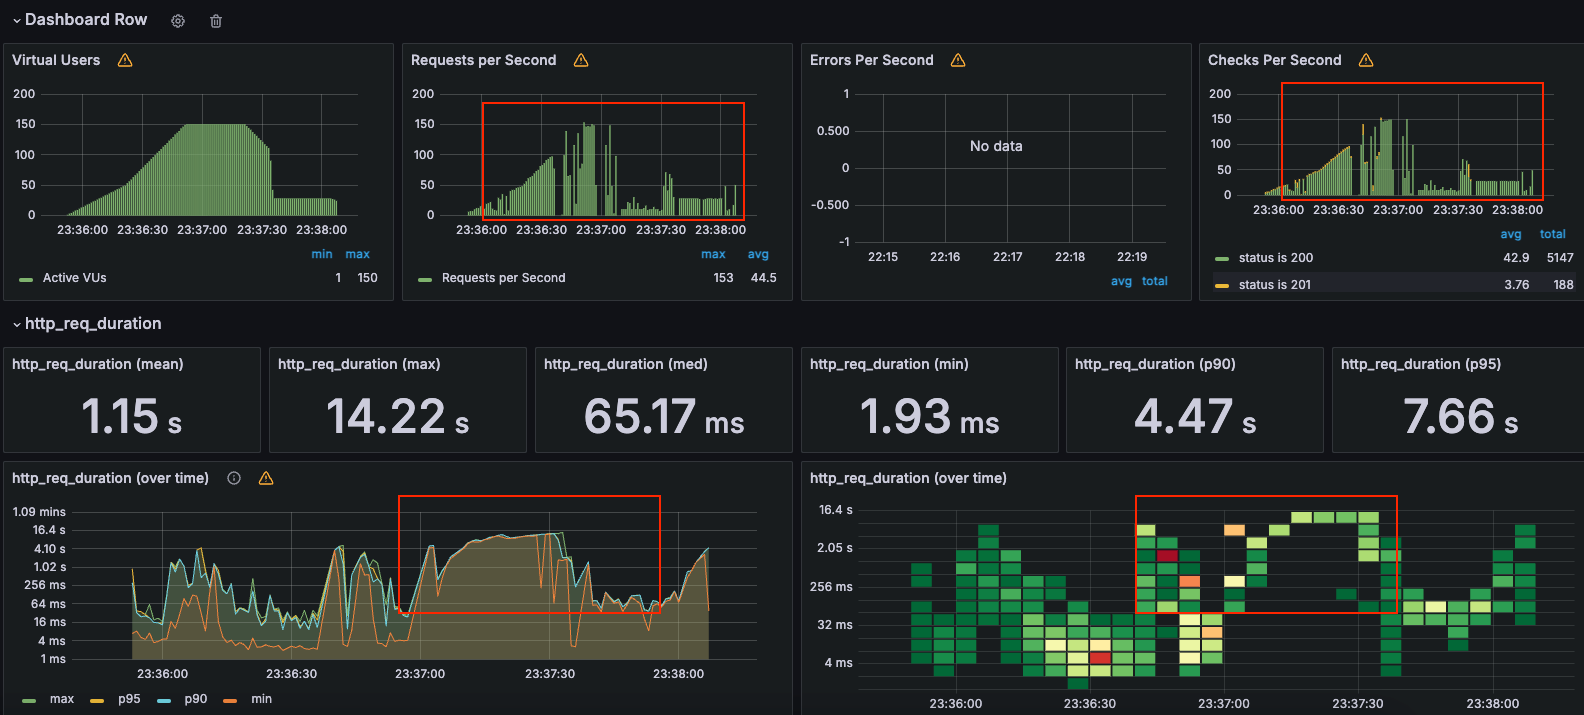 Dashboard Row
Virtual Users
200
150
100
50
0
23:36:00 23:36:30 23:37:00 23:37:30 23:38:00
min max
Active VUs 1 150
Requests per Second
200
150
100
50
0
23:36:00 23:36:30 23:37:00 23:37:30 23:38:00
max avg
Requests per Second 153 44.5
Errors Per Second
1
0.500
0
-0.500
-1
No data
22:15 22:16 22:17 22:18 22:19
avg total
Checks Per Second
200
150
100
50
0
23:36:00 23:36:30 23:37:00 23:37:30 23:38:00
avg total
status is 200 42.9 5147
status is 201 3.76 188
http_req_duration
http_req_duration (mean)
1.15 s
http_req_duration (max)
14.22 s
http_req_duration (med)
65.17 ms
http_req_duration (min)
1.93 ms
http_req_duration (p90)
4.47 s
http_req_duration (p95)
7.66 s
http_req_duration (over time)
1.09 mins
16.4 s
4.10 s
1.02 s
256 ms
64 ms
16 ms
4 ms
1 ms
23:36:00 23:36:30 23:37:00 23:37:30 23:38:00
max p95 p90 min
http_req_duration (over time)
16.4 s
2.05 s
256 ms
32 ms
4 ms
23:36:00 23:36:30 23:37:00 23:37:30 23:38:00